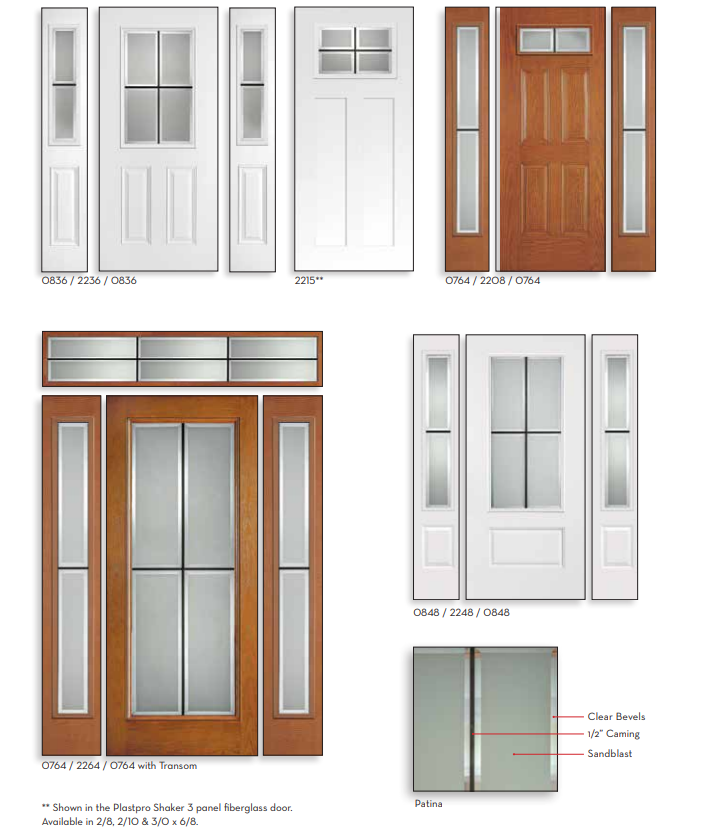 0836 / 2236 / 0836
2215**
0764 / 2208 / 0764
0848 / 2248 / 0848
Clear Bevels
1/2" Caming
Sandblast
0764 / 2264 / 0764 with Transom
Patina
** Shown in the Plastpro Shaker 3 panel fiberglass door.
Available in 2/8, 2/10 & 3/0 x 6/8.